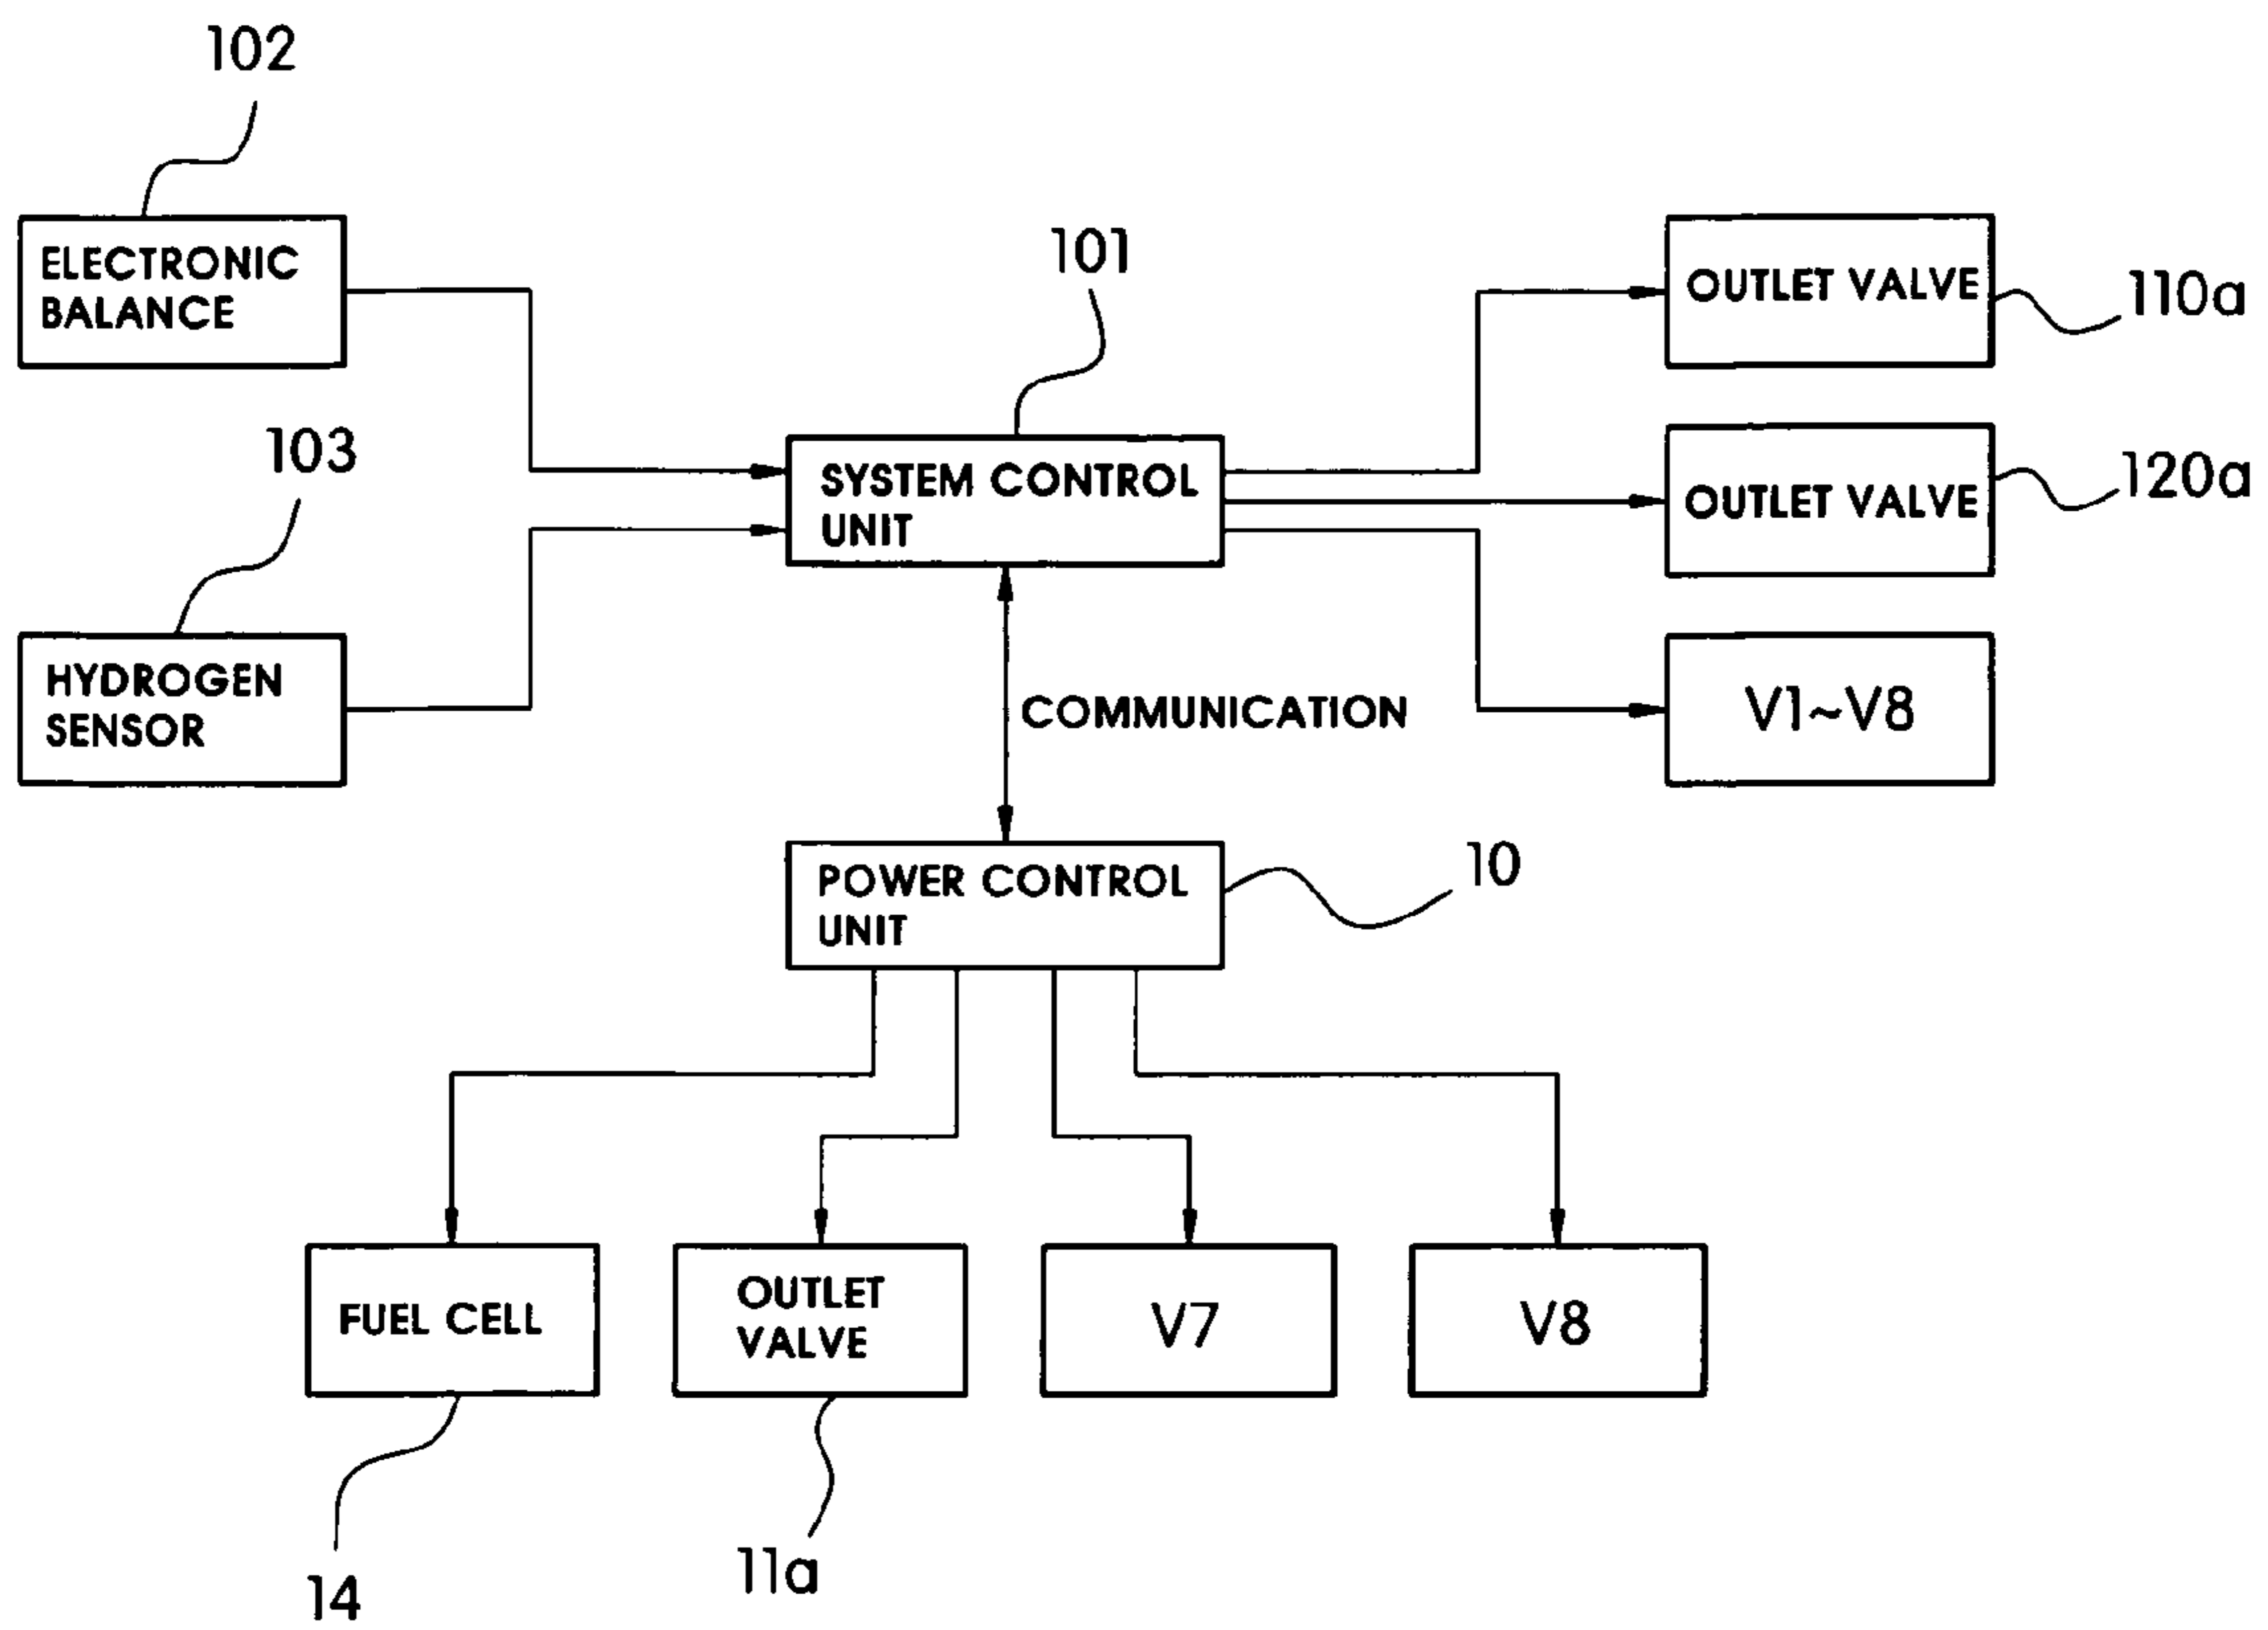 102
ELECTRONIC
BALANCE
101
OUTLET VALVE
110a
103
SYSTEM CONTROL
UNIT
OUTLET VALVE
120a
HYDROGEN
SENSOR
COMMUNICATION
V1~V8
POWER CONTROL
UNIT
10
FUEL CELL
OUTLET
VALVE
V7
V8
14
11a